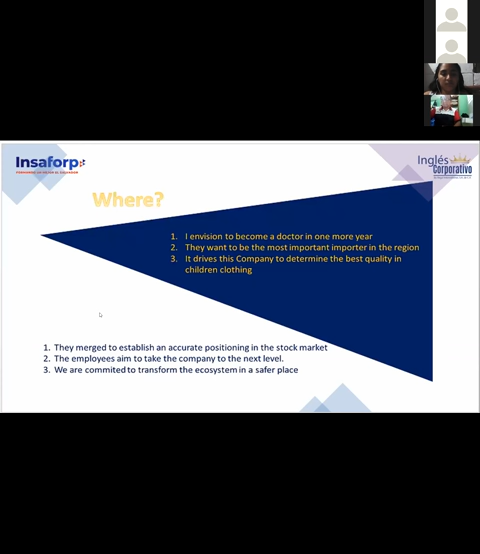 Insaforp
Inglés
Corporativo
Where?
1. I envision to become a doctor in one more year
2. They want to be the most important importer in the region
3. It drives this Company to determine the best quality in
children clothing
1. They merged to establish an accurate positioning in the stock market
2. The employees aim to take the company to the next level.
3. We are commited to transform the ecosystem in a safer place